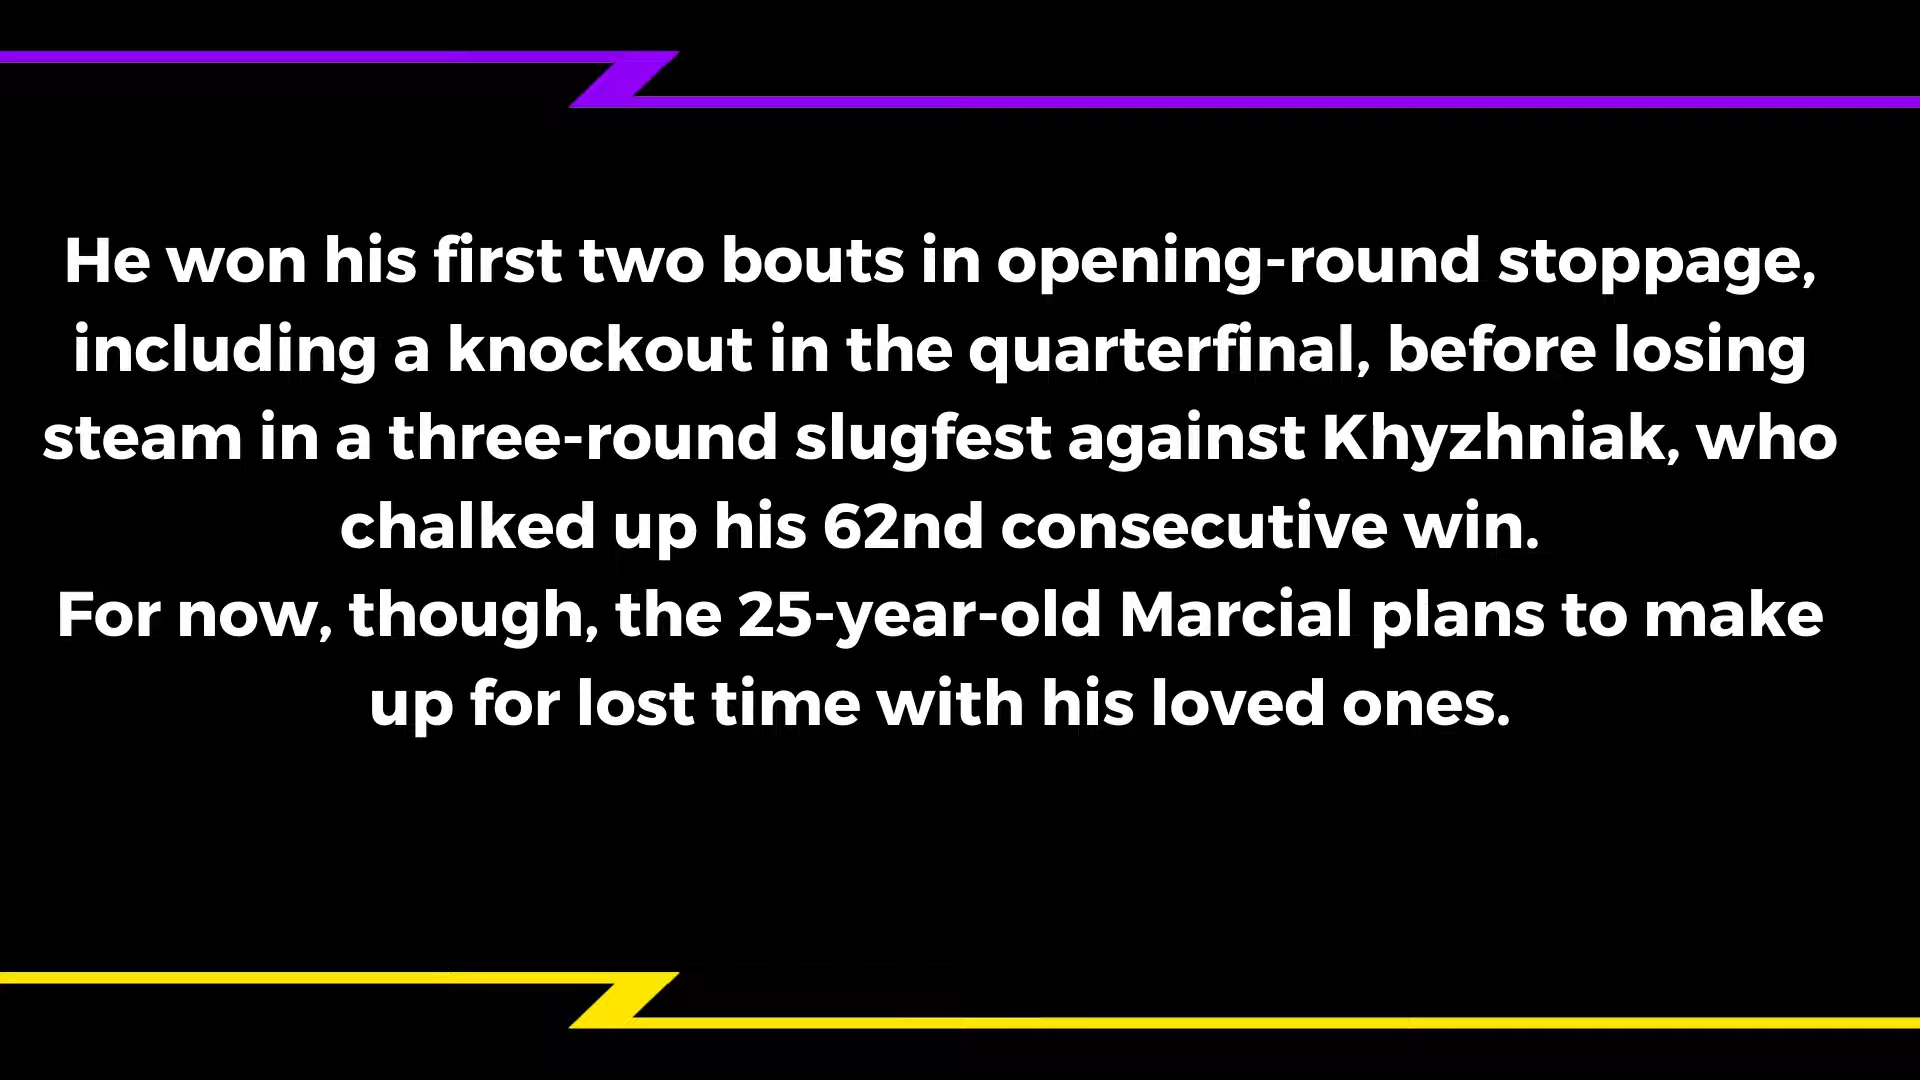 He won his first two bouts in opening-round stoppage,
including a knockout in the quarterfinal, before losing
steam in a three-round slugfest against Khyzhniak, who
chalked up his 62nd consecutive win.
For now, though, the 25-year-old Marcial plans to make
up for lost time with his loved ones.